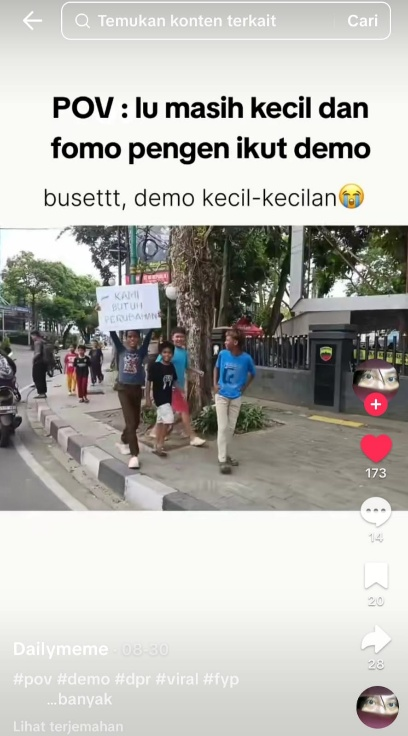 Temukan konten terkait
Cari
POV : lu masih kecil dan
fomo pengen ikut demo
busettt, demo kecil-kecilan😭
KAMI
BUTUH
PERUBAHAN
173
14
20
28
Dailymeme · 08-30
#pov #demo #dpr #viral #fyp
...banyak
Lihat terjemahan